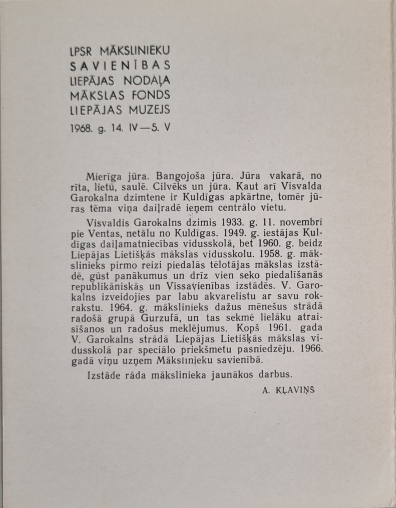 LPSR MĀKSLINIEKU
SAVIENĪBAS
LIEPĀJAS NODAĻA
MĀKSLAS FONDS
LIEPĀJAS MUZEJS
1968. g. 14. IV—5. V
Mierīga jūra. Bangojoša jūra. Jūra vakarā, no
rīta, lietū, saulē. Cilvēks un jūra. Kaut arī Visvalda
Garokalna dzimtene ir Kuldīgas apkārtne, tomēr jū-
ras tēma viņa daiļradē ieņem centrālo vietu.
Visvaldis Garokalns dzimis 1933. g. 11. novembrī
pie Ventas, netālu no Kuldīgas. 1949. g. iestājas Kul-
dīgas daiļamatniecības vidusskolā, bet 1960. g. beidz
Liepājas Lietišķās mākslas vidusskolu. 1958. g. mā-
kslinieks pirmo reizi piedalās tēlotājas mākslas izstā-
dē, gūst panākumus un drīz vien seko piedalīšanās
republikāniskās un Vissavienības izstādēs. V. Garo-
kalns izveidojies par labu akvarelistu ar savu rok-
rakstu. 1964. g. mākslinieks dažus mēnešus strādā
radošā grupā Gurzufā, un tas sekmē lielāku atrai-
sīšanos un radošus meklējumus. Kopš 1961. gada
V. Garokalns strādā Liepājas Lietišķās mākslas vi-
dusskolā par speciālo priekšmetu pasniedzēju. 1966.
gadā viņu uzņem Mākslinieku savienībā.
Izstāde rāda mākslinieka jaunākos darbus.
A. KĻAVIŅS